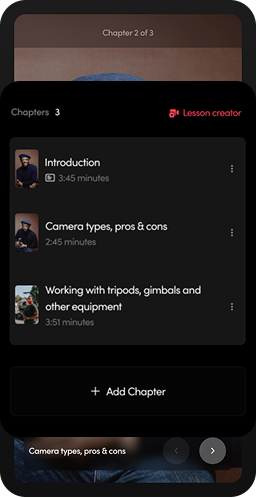 Chapter 2 of 3
Chapters 3
Lesson creator
Introduction
3:45 minutes
Camera types, pros & cons
2:45 minutes
Working with tripods, gimbals and
other equipment
3:51 minutes
+ Add Chapter
Camera types, pros & cons